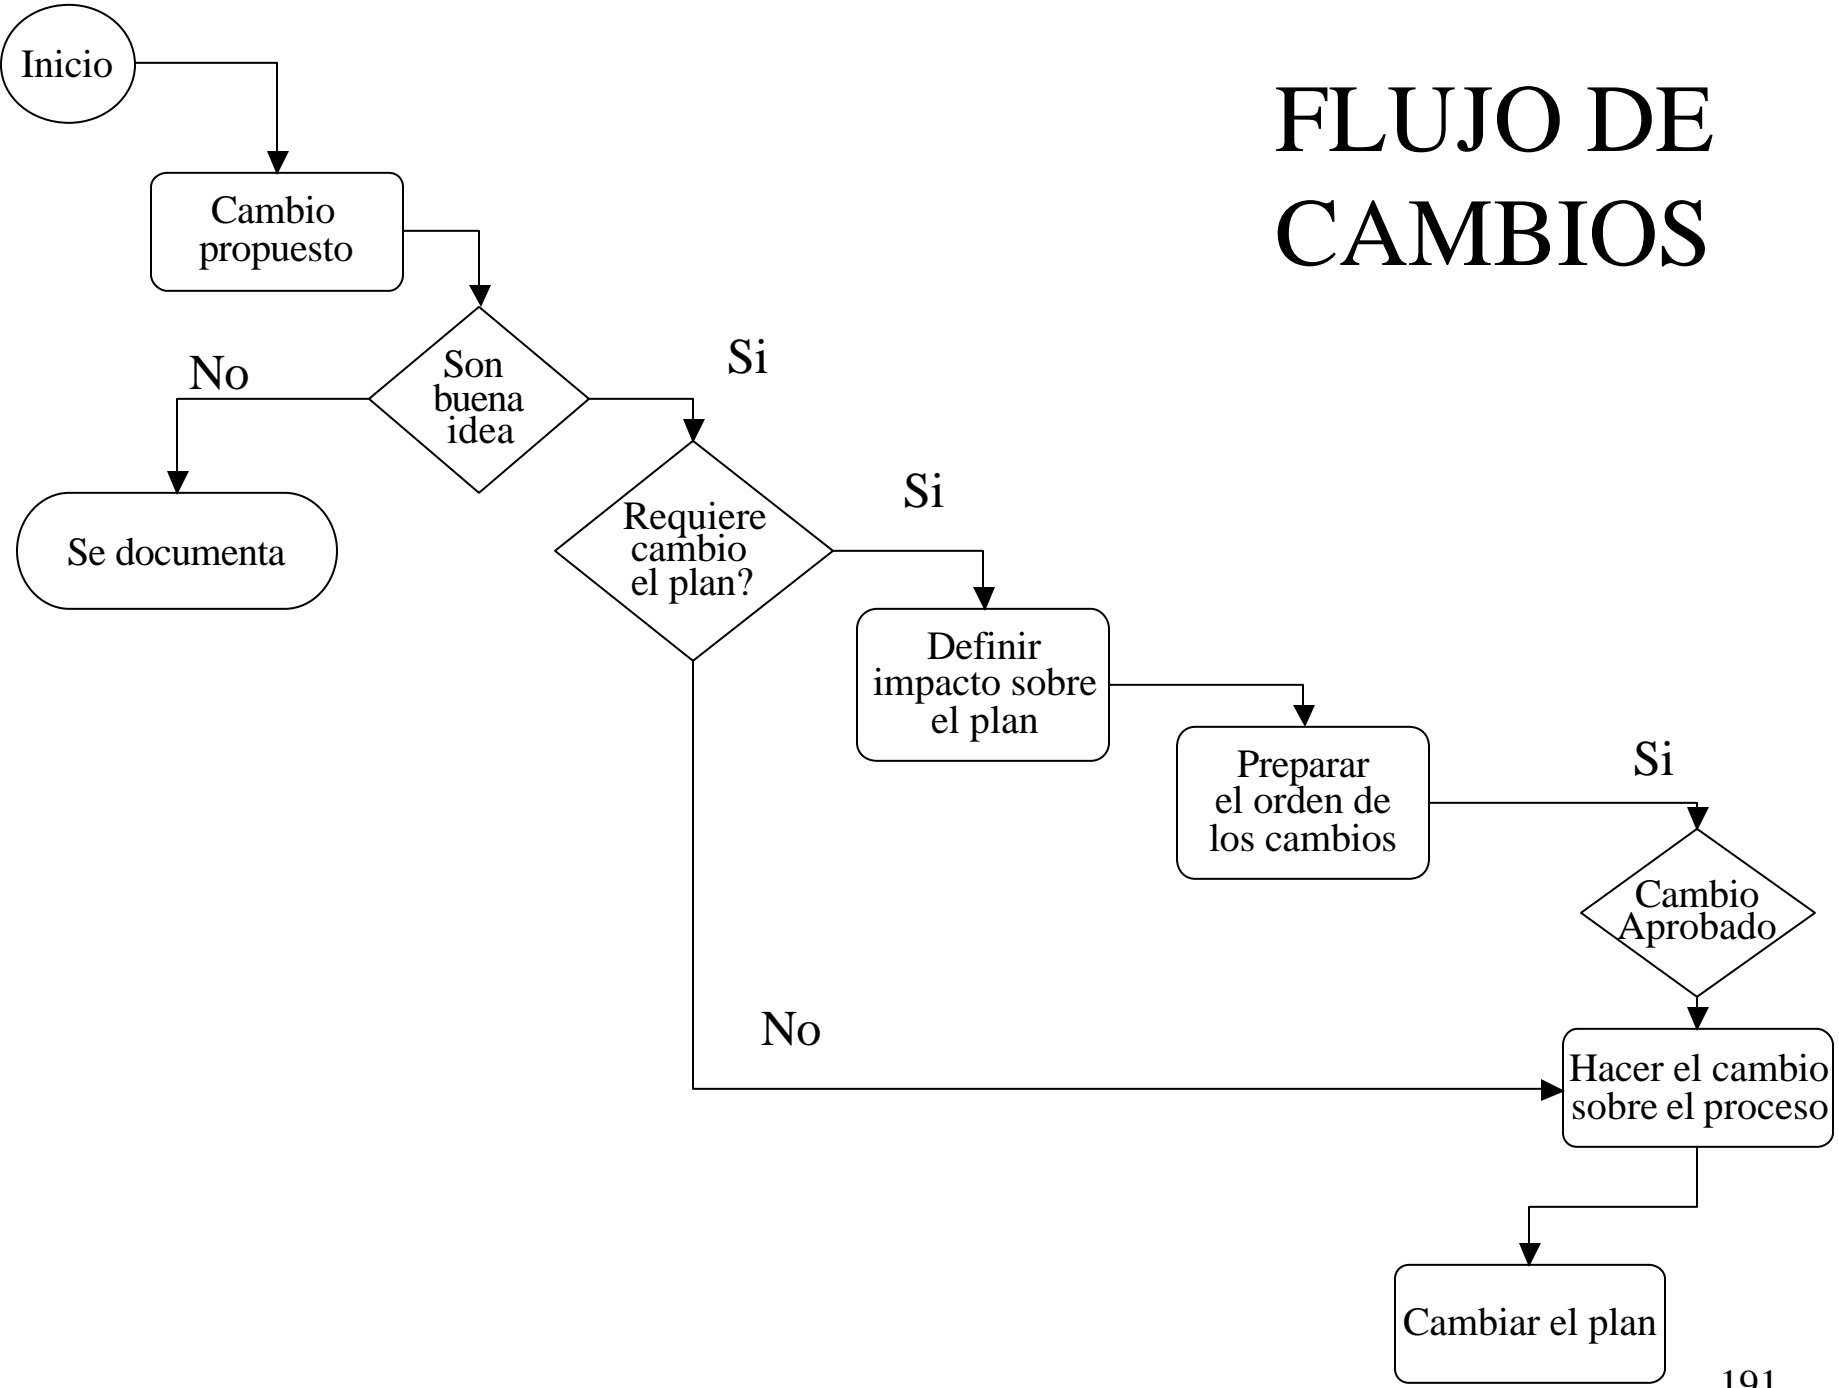 Inicio
FLUJO DE
CAMBIOS
Cambio
propuesto
Son
buena
idea
No
Si
Se documenta
Requiere
cambio
el plan?
Si
Definir
impacto sobre
el plan
Preparar
el orden de
los cambios
Si
Cambio
Aprobado
No
Hacer el cambio
sobre el proceso
Cambiar el plan
191